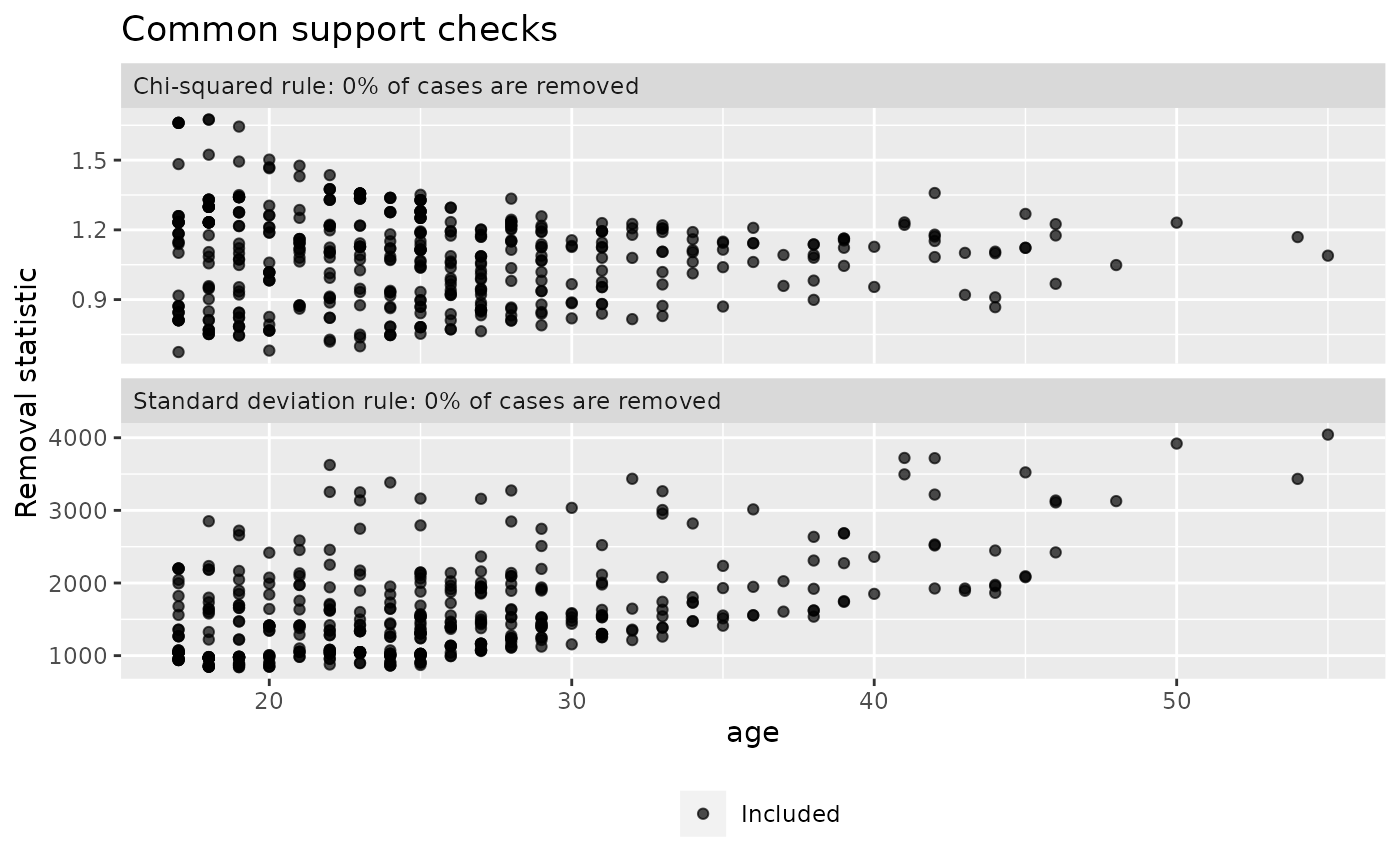 Common support checks
Chi-squared rule: 0% of cases are removed
1.5
1.2
0.9
Removal statistic
Standard deviation rule: 0% of cases are removed
4000
3000
2000
1000
20 30 40 50
age
Included